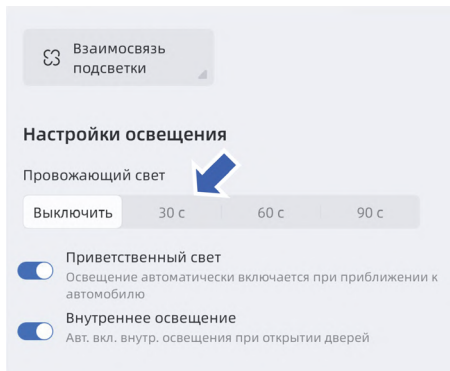 Взаимосвязь
подсветки
Настройки освещения
Провожающий свет
Выключить 30 с 60 с 90 с
Приветственный свет
Освещение автоматически включается при приближении к
автомобилю
Внутреннее освещение
Авт. вкл. внутр. освещения при открытии дверей